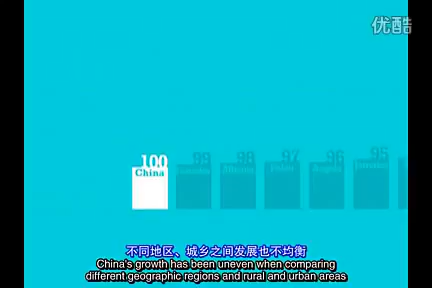 优酷
100
99
98
97
96
95
China
不同地区、城乡之间发展也不均衡
China's growth has been uneven when comparing
different geographic regions and rural and urban areas